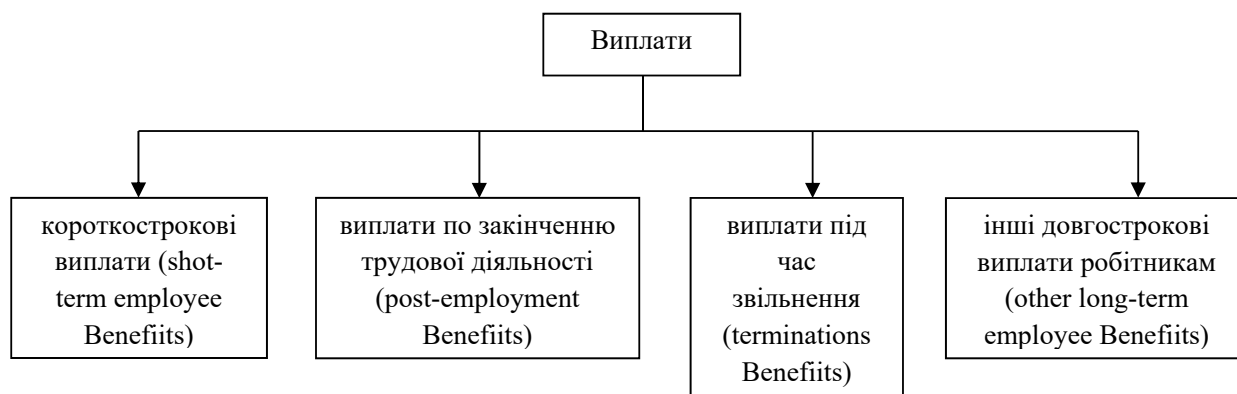 Виплати
короткострокові
виплати (shot-
term employee
Benefiits)
виплати по закінченню
трудової діяльності
(post-employment
Benefiits)
виплати під
час
звільнення
(terminations
Benefiits)
інші довгострокові
виплати робітникам
(other long-term
employee Benefiits)